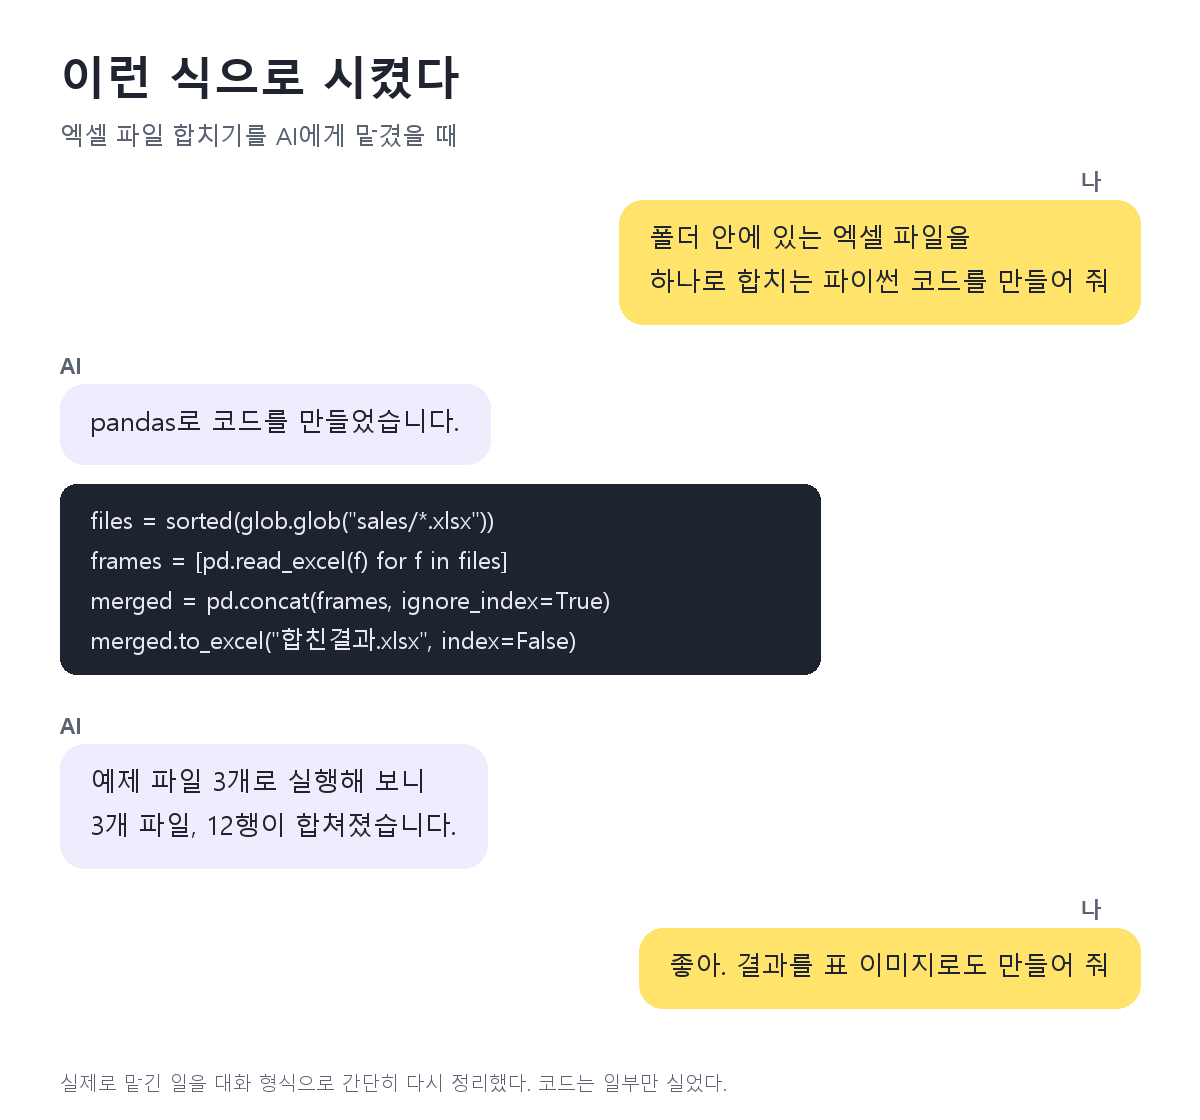 이런 식으로 시켰다
엑셀 파일 합치기를 AI에게 맡겼을 때
나
폴더 안에 있는 엑셀 파일을
하나로 합치는 파이썬 코드를 만들어 줘
AI
pandas로 코드를 만들었습니다.
files = sorted(glob.glob("sales/*.xlsx"))
frames = [pd.read_excel(f) for f in files]
merged = pd.concat(frames, ignore_index=True)
merged.to_excel("합친결과.xlsx", index=False)
AI
예제 파일 3개로 실행해 보니
3개 파일, 12행이 합쳐졌습니다.
나
좋아. 결과를 표 이미지로도 만들어 줘
실제로 맡긴 일을 대화 형식으로 간단히 다시 정리했다. 코드는 일부만 실었다.